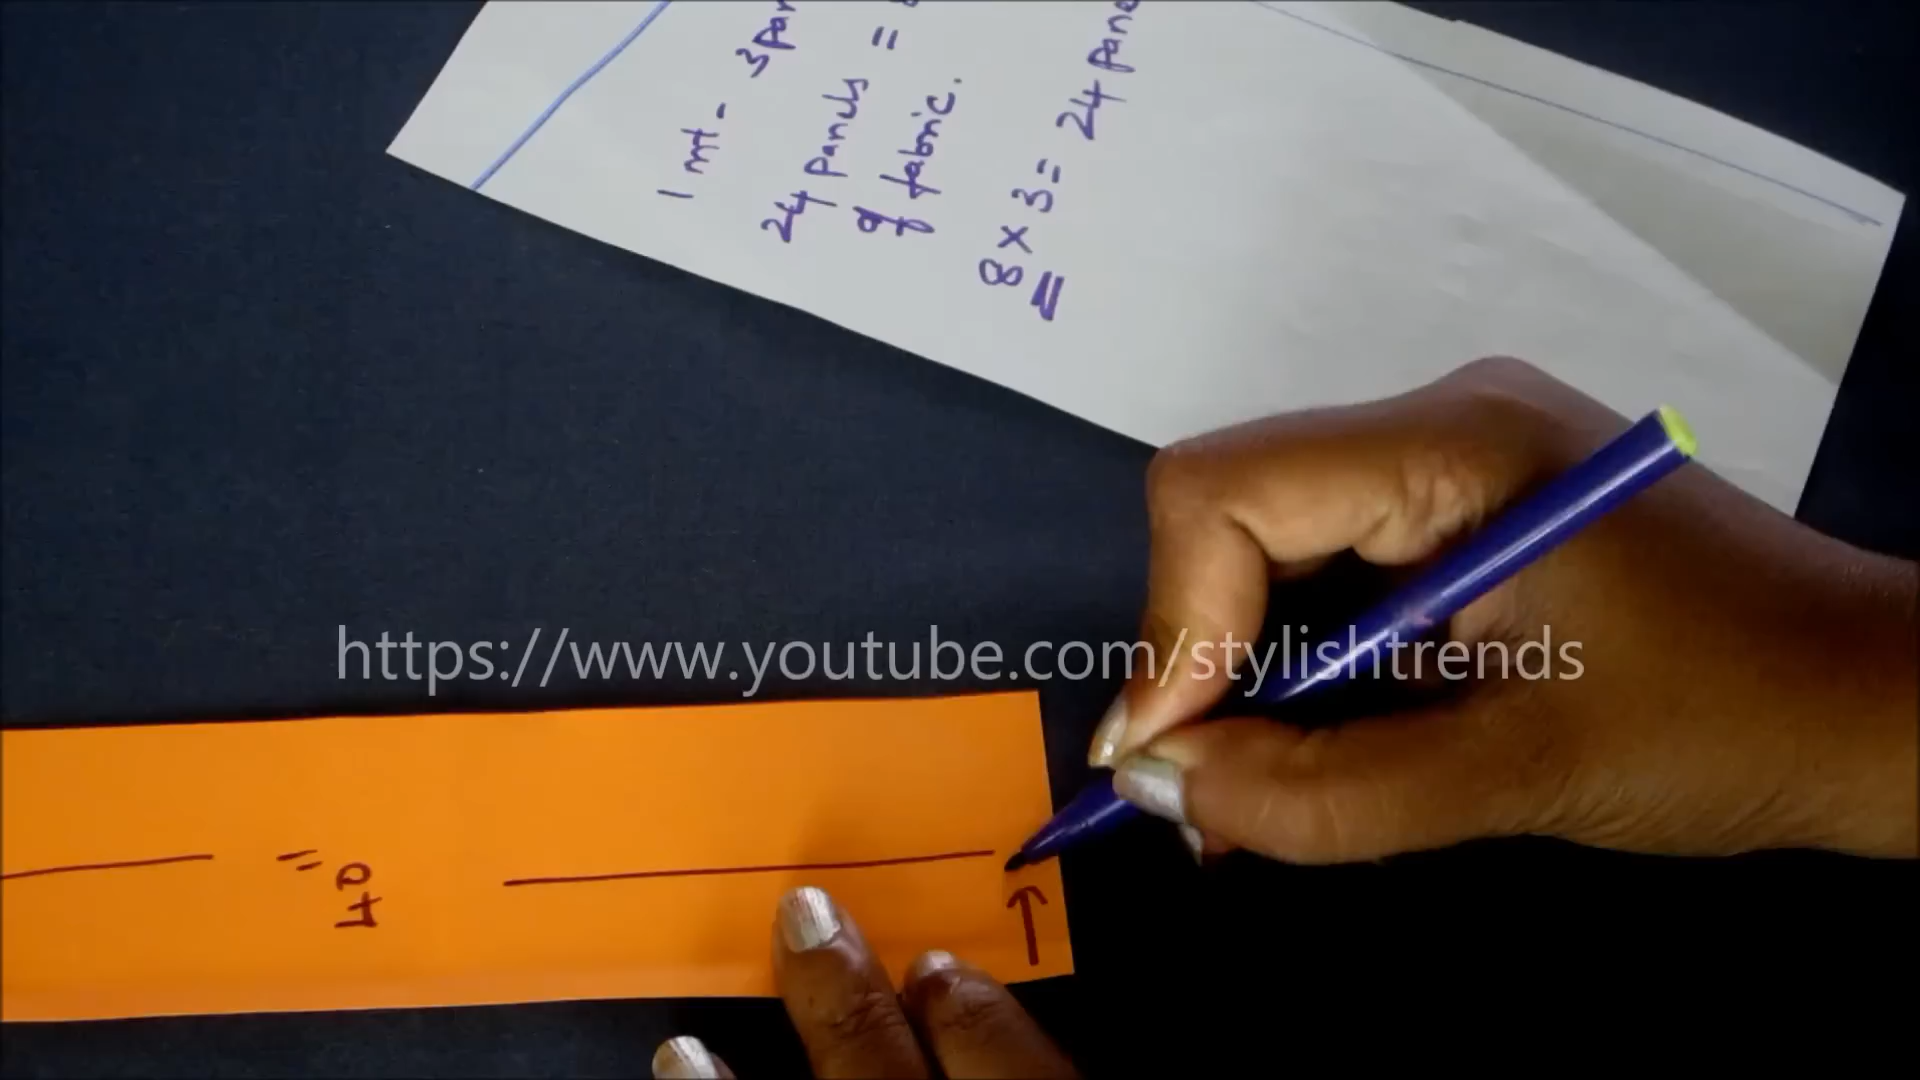 1 mt - 3 pan
24 panels =
of fabric.
8 x 3 = 24 pane
https://www.youtube.com/stylishtrends
40"